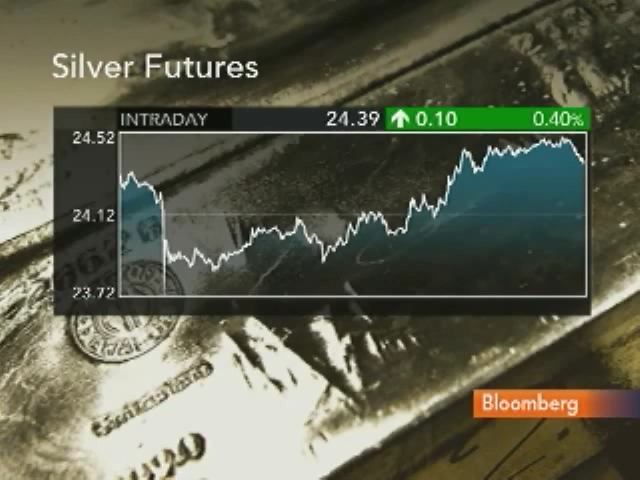 Silver Futures
INTRADAY 24.39 0.10 0.40%
24.52
24.12
23.72
Bloomberg